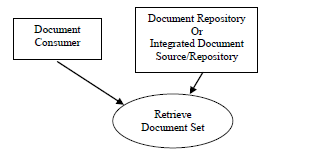 Document
Consumer
Document Repository
Or
Integrated Document
Source/Repository
Retrieve
Document Set